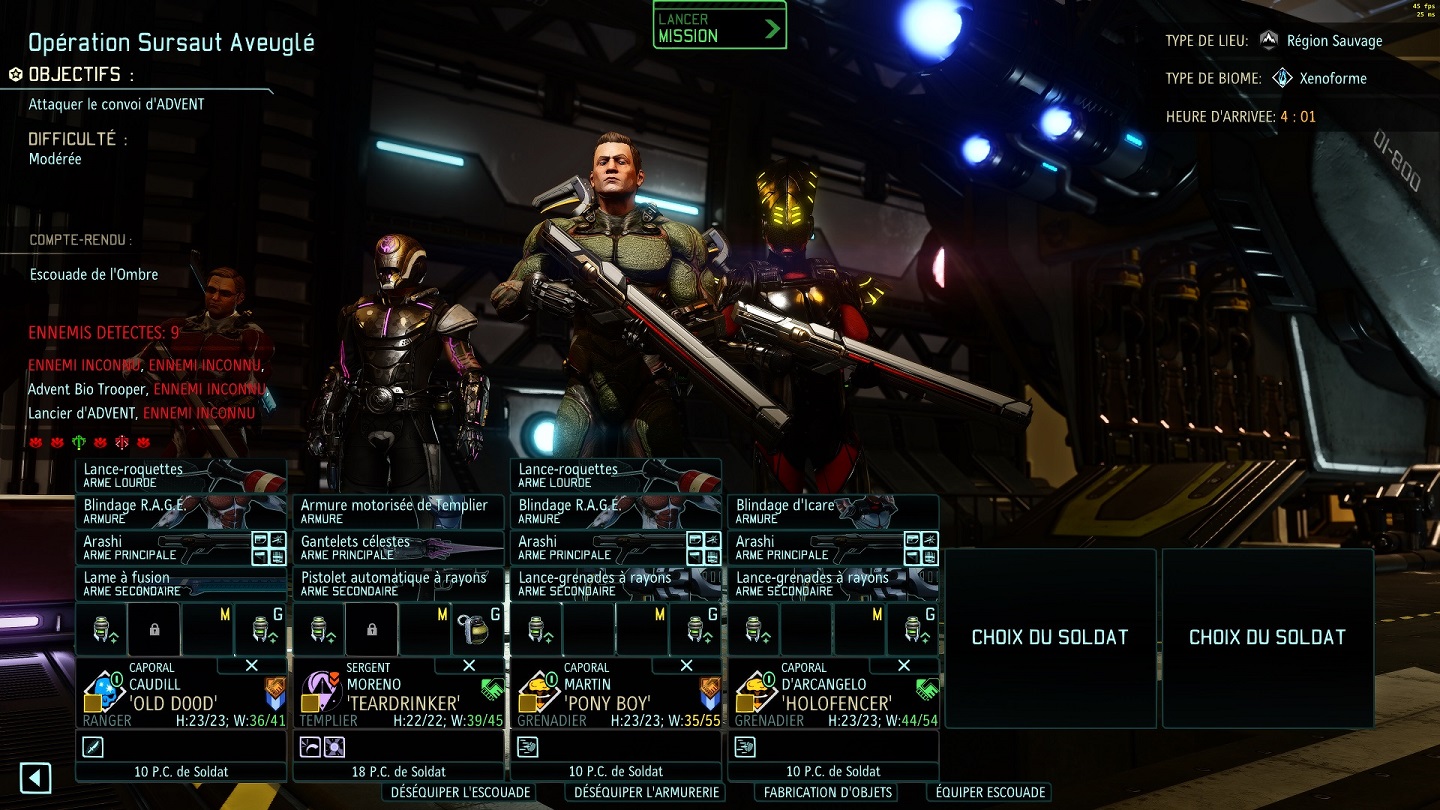 45 fps
25 ms
LANCER
MISSION
Opération Sursaut Aveuglé
OBJECTIFS :
Attaquer le convoi d'ADVENT
DIFFICULTÉ :
Modérée
COMPTE-RENDU :
Escouade de l'Ombre
ENNEMIS DETECTES: 9
ENNEMI INCONNU, ENNEMI INCONNU,
Advent Bio Trooper, ENNEMI INCONNU
Lancier d'ADVENT, ENNEMI INCONNU
TYPE DE LIEU: Région Sauvage
TYPE DE BIOME: Xenoforme
HEURE D'ARRIVEE: 4 : 01
01-800
Lance-roquettes
ARME LOURDE
Blindage R.A.G.E.
ARMURE
Arashi
ARME PRINCIPALE
Lame à fusion
ARME SECONDAIRE
M G
CAPORAL
CAUDILL
'OLD DOOD'
RANGER H:23/23; W:36/41
10 P.C. de Soldat
Armure motorisée de Templier
ARMURE
Gantelets célestes
ARME PRINCIPALE
Pistolet automatique à rayons
ARME SECONDAIRE
M G
SERGENT
MORENO
'TEARDRINKER'
TEMPLIER H:22/22; W:39/45
18 P.C. de Soldat
Lance-roquettes
ARME LOURDE
Blindage R.A.G.E.
ARMURE
Arashi
ARME PRINCIPALE
Lance-grenades à rayons
ARME SECONDAIRE
M G
CAPORAL
MARTIN
'PONY BOY'
GRENADIER H:23/23; W:35/55
10 P.C. de Soldat
Blindage d'Icare
ARMURE
Arashi
ARME PRINCIPALE
Lance-grenades à rayons
ARME SECONDAIRE
M G
CAPORAL
D'ARCANGELO
'HOLOFENCER'
GRENADIER H:23/23; W:44/54
10 P.C. de Soldat
CHOIX DU SOLDAT
CHOIX DU SOLDAT
DÉSÉQUIPER L'ESCOUADE
DÉSÉQUIPER L'ARMURERIE
FABRICATION D'OBJETS
ÉQUIPER ESCOUADE